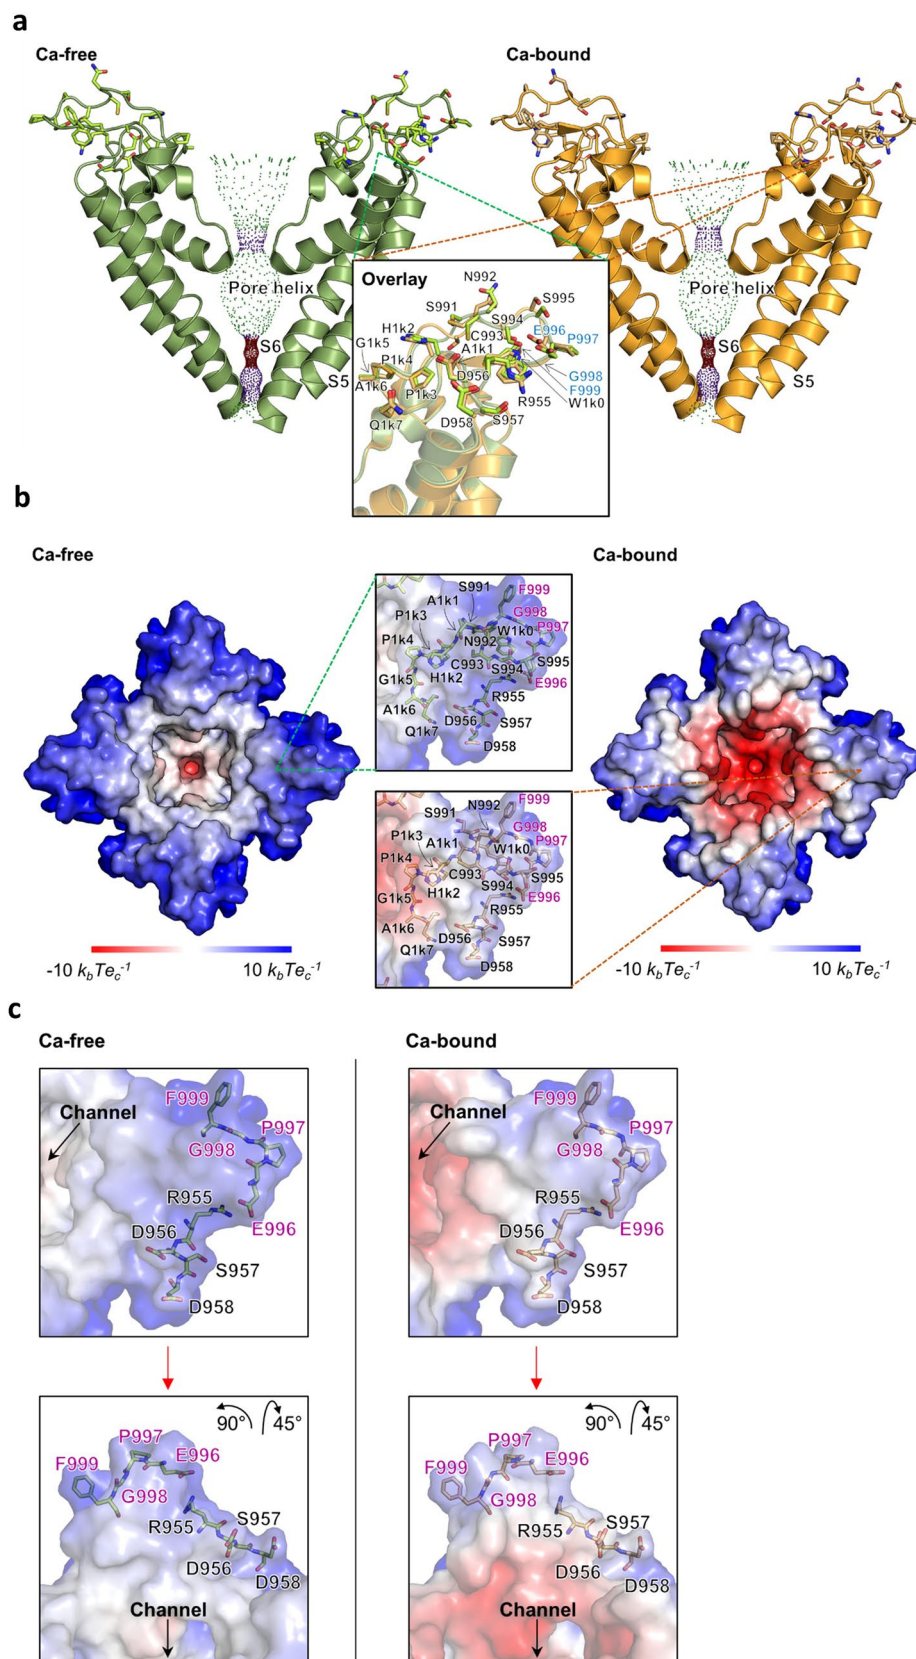 a
Ca-free
Ca-bound
Pore helix
S6
S5
Pore helix
S6
S5
Overlay
N992
S991
S995
S994
H1k2
C993
E996
G1k5
A1k1
P997
P1k4
D956
G998
A1k6
P1k3
R955
F999
W1k0
Q1k7
D958
S957
b
Ca-free
Ca-bound
S991
F999
A1k1
G998
P1k3
P997
W1k0
P1k4
N992
C993
S994
S995
G1k5
H1k2
E996
R955
A1k6
D956
S957
Q1k7
D958
N992
F999
S991
G998
P1k3
A1k1
P997
W1k0
P1k4
C993
S995
S994
G1k5
H1k2
R955
E996
A1k6
D956
S957
Q1k7
D958
-10 kbTec-1
10 kbTec-1
-10 kbTec-1
10 kbTec-1
c
Ca-free
Ca-bound
F999
Channel
P997
G998
R955
D956
E996
S957
D958
F999
Channel
P997
G998
R955
D956
E996
S957
D958
90°
45°
P997
E996
F999
G998
S957
R955
D956
D958
Channel
90°
45°
P997
E996
F999
G998
S957
R955
D956
D958
Channel